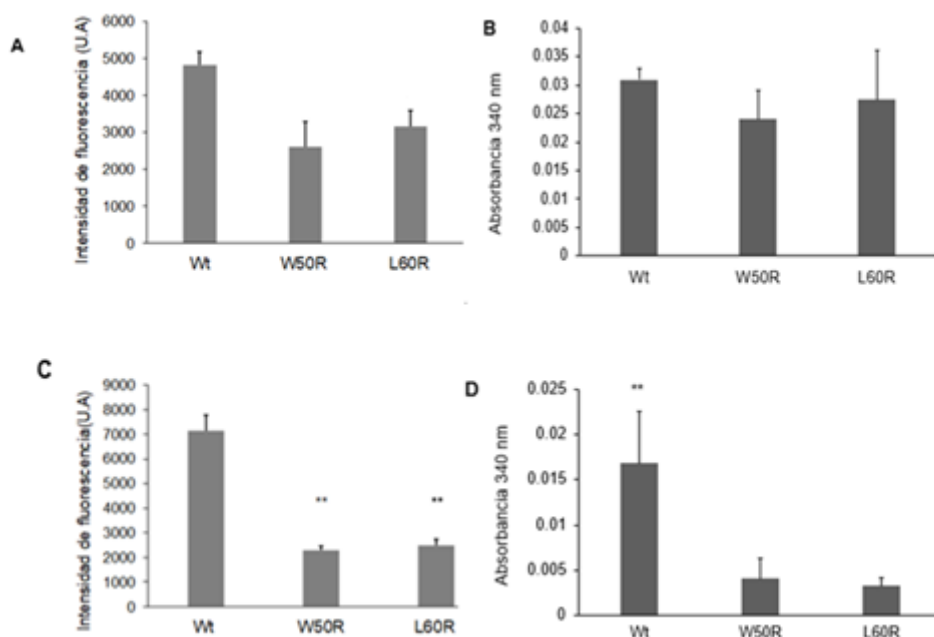 A
Intensidad de fluorescencia (U.A)
6000
5000
4000
3000
2000
1000
0
Wt W50R L60R
B
Absorbancia 340 nm
0.04
0.035
0.03
0.025
0.02
0.015
0.01
0.005
0
Wt W50R L60R
C
Intensidad de fluorescencia(U.A)
9000
8000
7000
6000
5000
4000
3000
2000
1000
0
** **
Wt W50R L60R
D
Absorbancia 340 nm
0.025
0.02
0.015
0.01
0.005
0
**
Wt W50R L60R